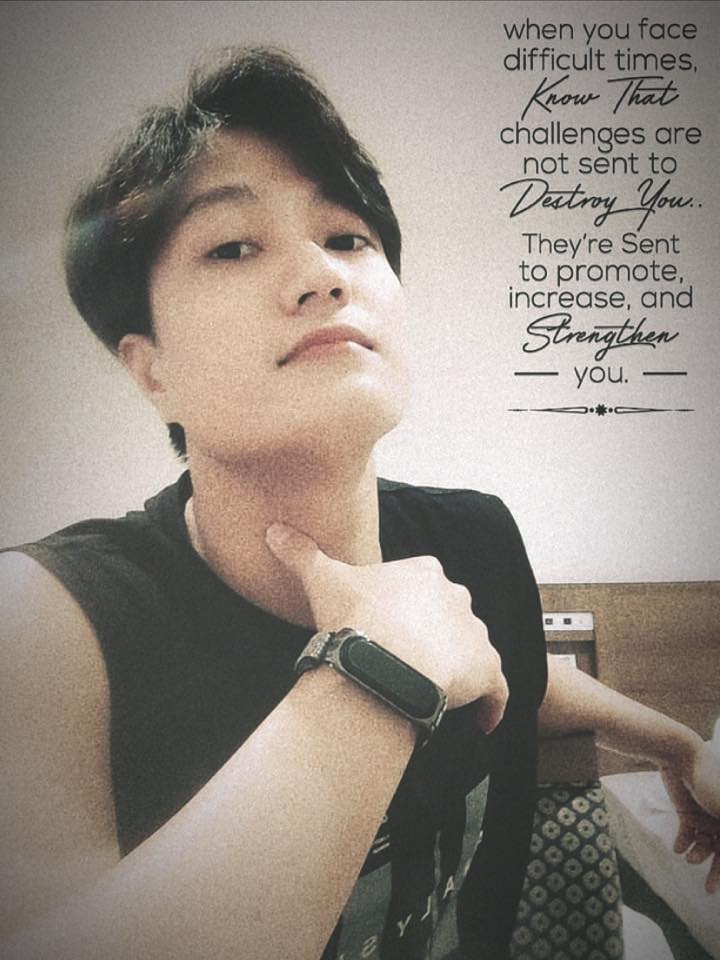 when you face
difficult times,
Know That
challenges are
not sent to
Destroy You..
They're Sent
to promote,
increase, and
Strengthen
you.